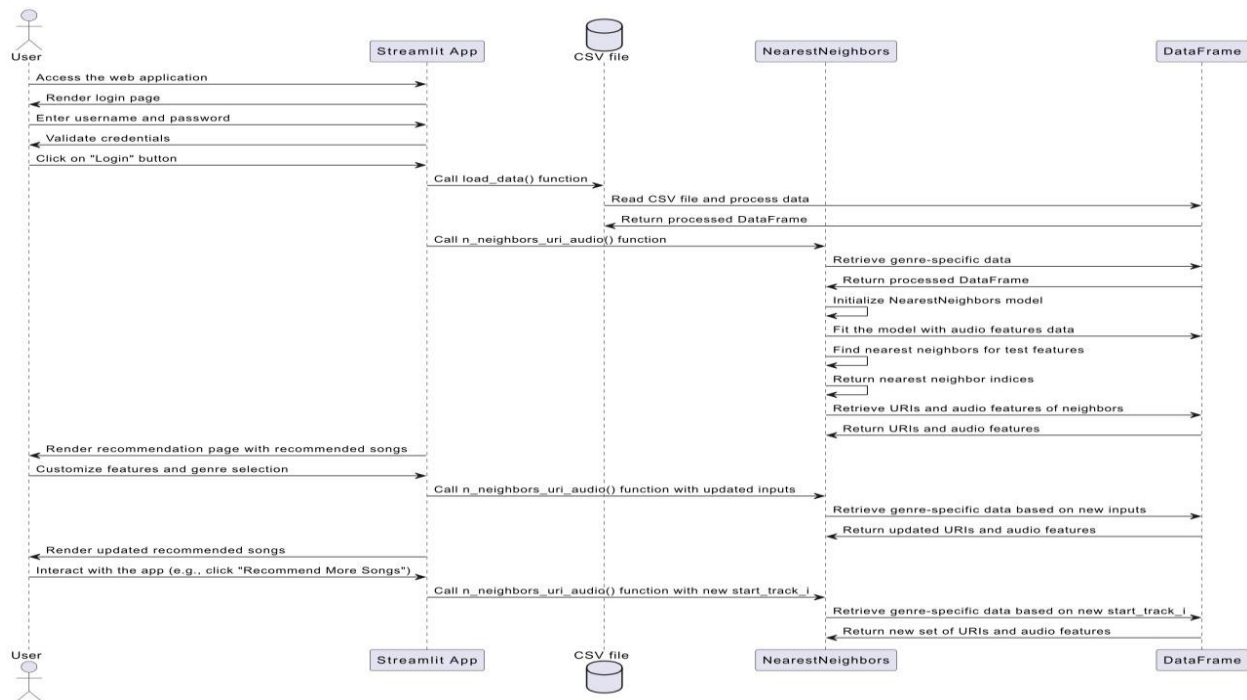 User
Streamlit App
CSV file
NearestNeighbors
DataFrame
Access the web application
Render login page
Enter username and password
Validate credentials
Click on "Login" button
Call load_data() function
Read CSV file and process data
Return processed DataFrame
Call n_neighbors_uri_audio() function
Retrieve genre-specific data
Return processed DataFrame
Initialize NearestNeighbors model
Fit the model with audio features data
Find nearest neighbors for test features
Return nearest neighbor indices
Retrieve URIs and audio features of neighbors
Return URIs and audio features
Render recommendation page with recommended songs
Customize features and genre selection
Call n_neighbors_uri_audio() function with updated inputs
Retrieve genre-specific data based on new inputs
Return updated URIs and audio features
Render updated recommended songs
Interact with the app (e.g., click "Recommend More Songs")
Call n_neighbors_uri_audio() function with new start_track_i
Retrieve genre-specific data based on new start_track_i
Return new set of URIs and audio features
User
Streamlit App
CSV file
NearestNeighbors
DataFrame